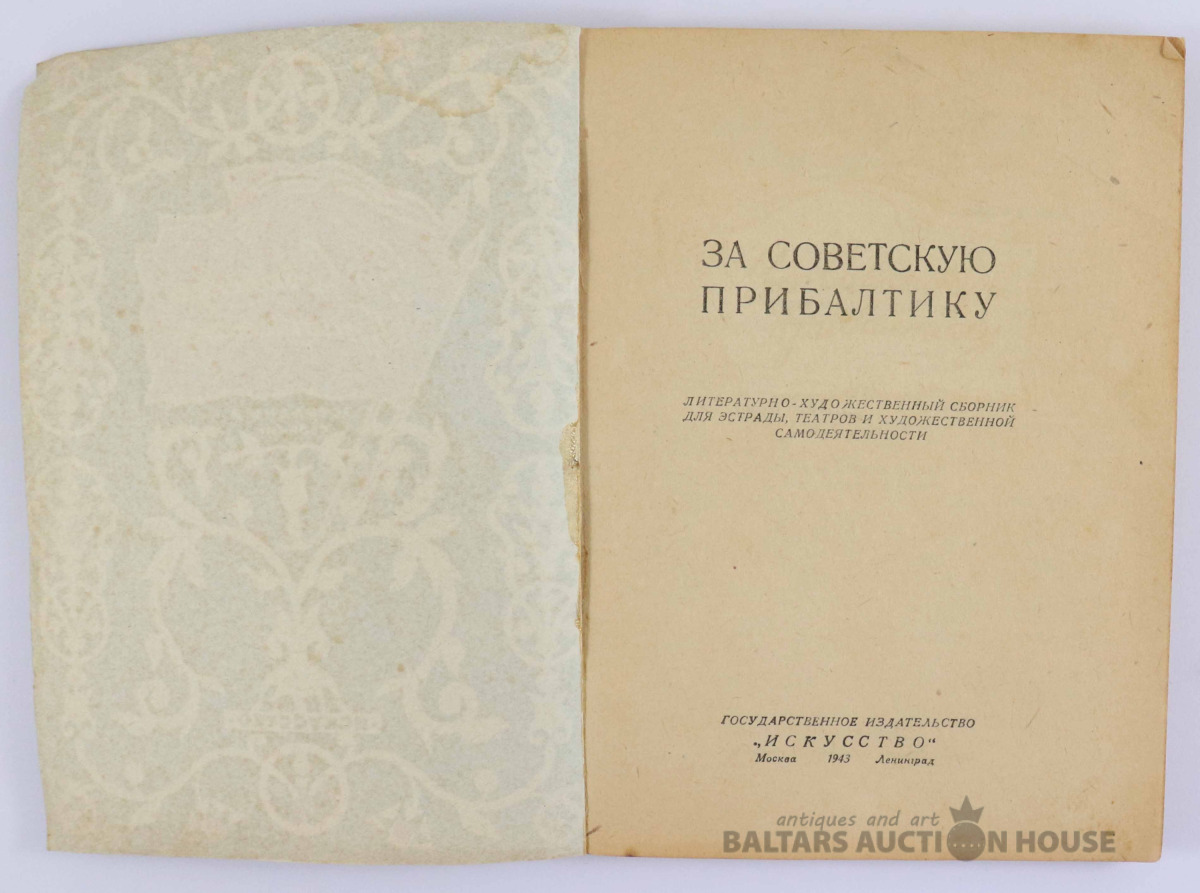 ЗА СОВЕТСКУЮ
ПРИБАЛТИКУ
ЛИТЕРАТУРНО-ХУДОЖЕСТВЕННЫЙ СБОРНИК
ДЛЯ ЭСТРАДЫ, ТЕАТРОВ И ХУДОЖЕСТВЕННОЙ
САМОДЕЯТЕЛЬНОСТИ
ГОСУДАРСТВЕННОЕ ИЗДАТЕЛЬСТВО
„ИСКУССТВО“
Москва 1943 Ленинград
antiques and art
BALTARS AUCTION HOUSE